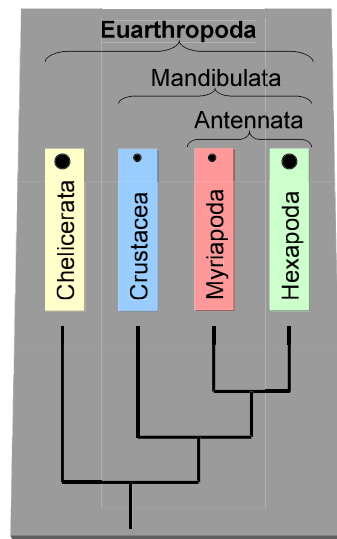 Euarthropoda
Mandibulata
Antennata
Chelicerata
Crustacea
Myriapoda
Hexapoda